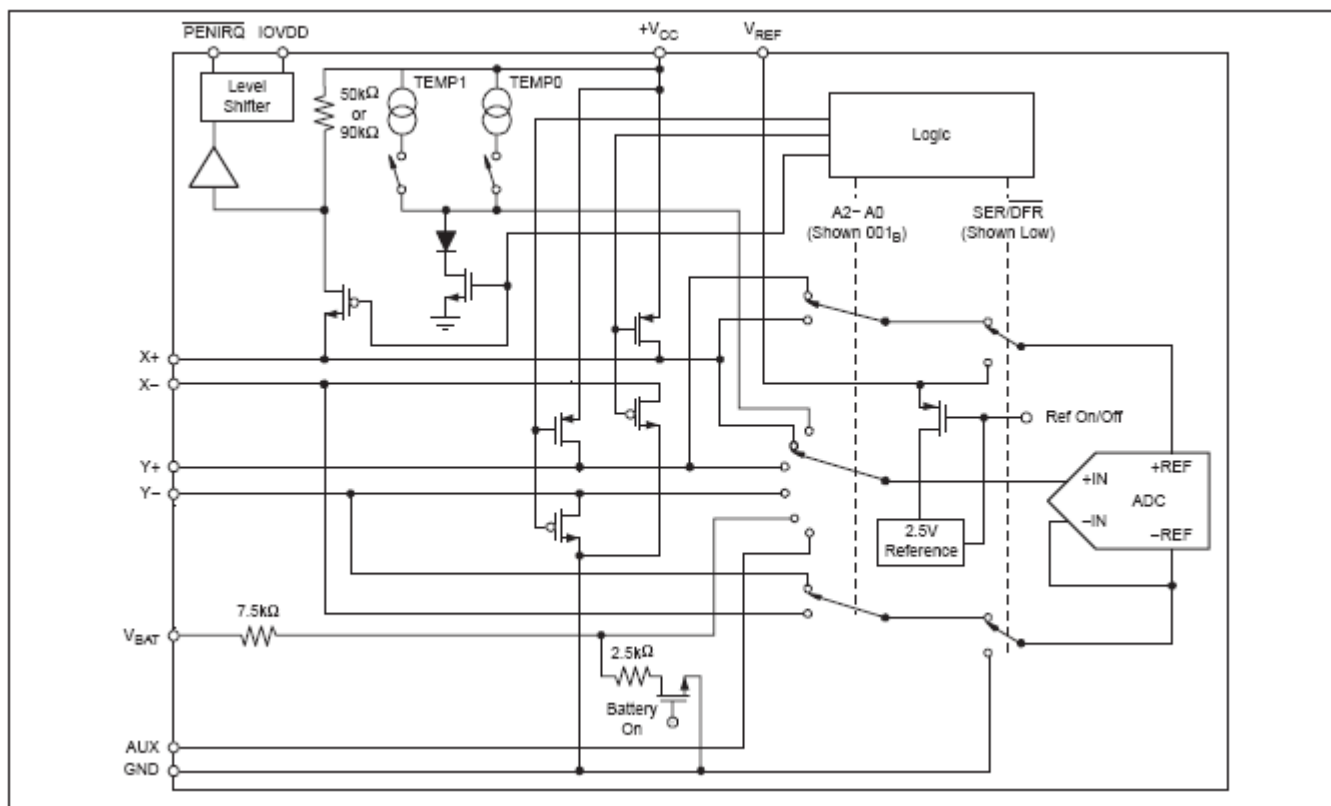 PENIRQ IOVDD
+VCC
VREF
Level
Shifter
50kΩ
or
90kΩ
TEMP1
TEMP0
Logic
A2– A0
(Shown 001B)
SER/DFR
(Shown Low)
X+
X–
Ref On/Off
Y+
Y–
+IN
+REF
ADC
–IN
–REF
2.5V
Reference
7.5kΩ
VBAT
2.5kΩ
Battery
On
AUX
GND